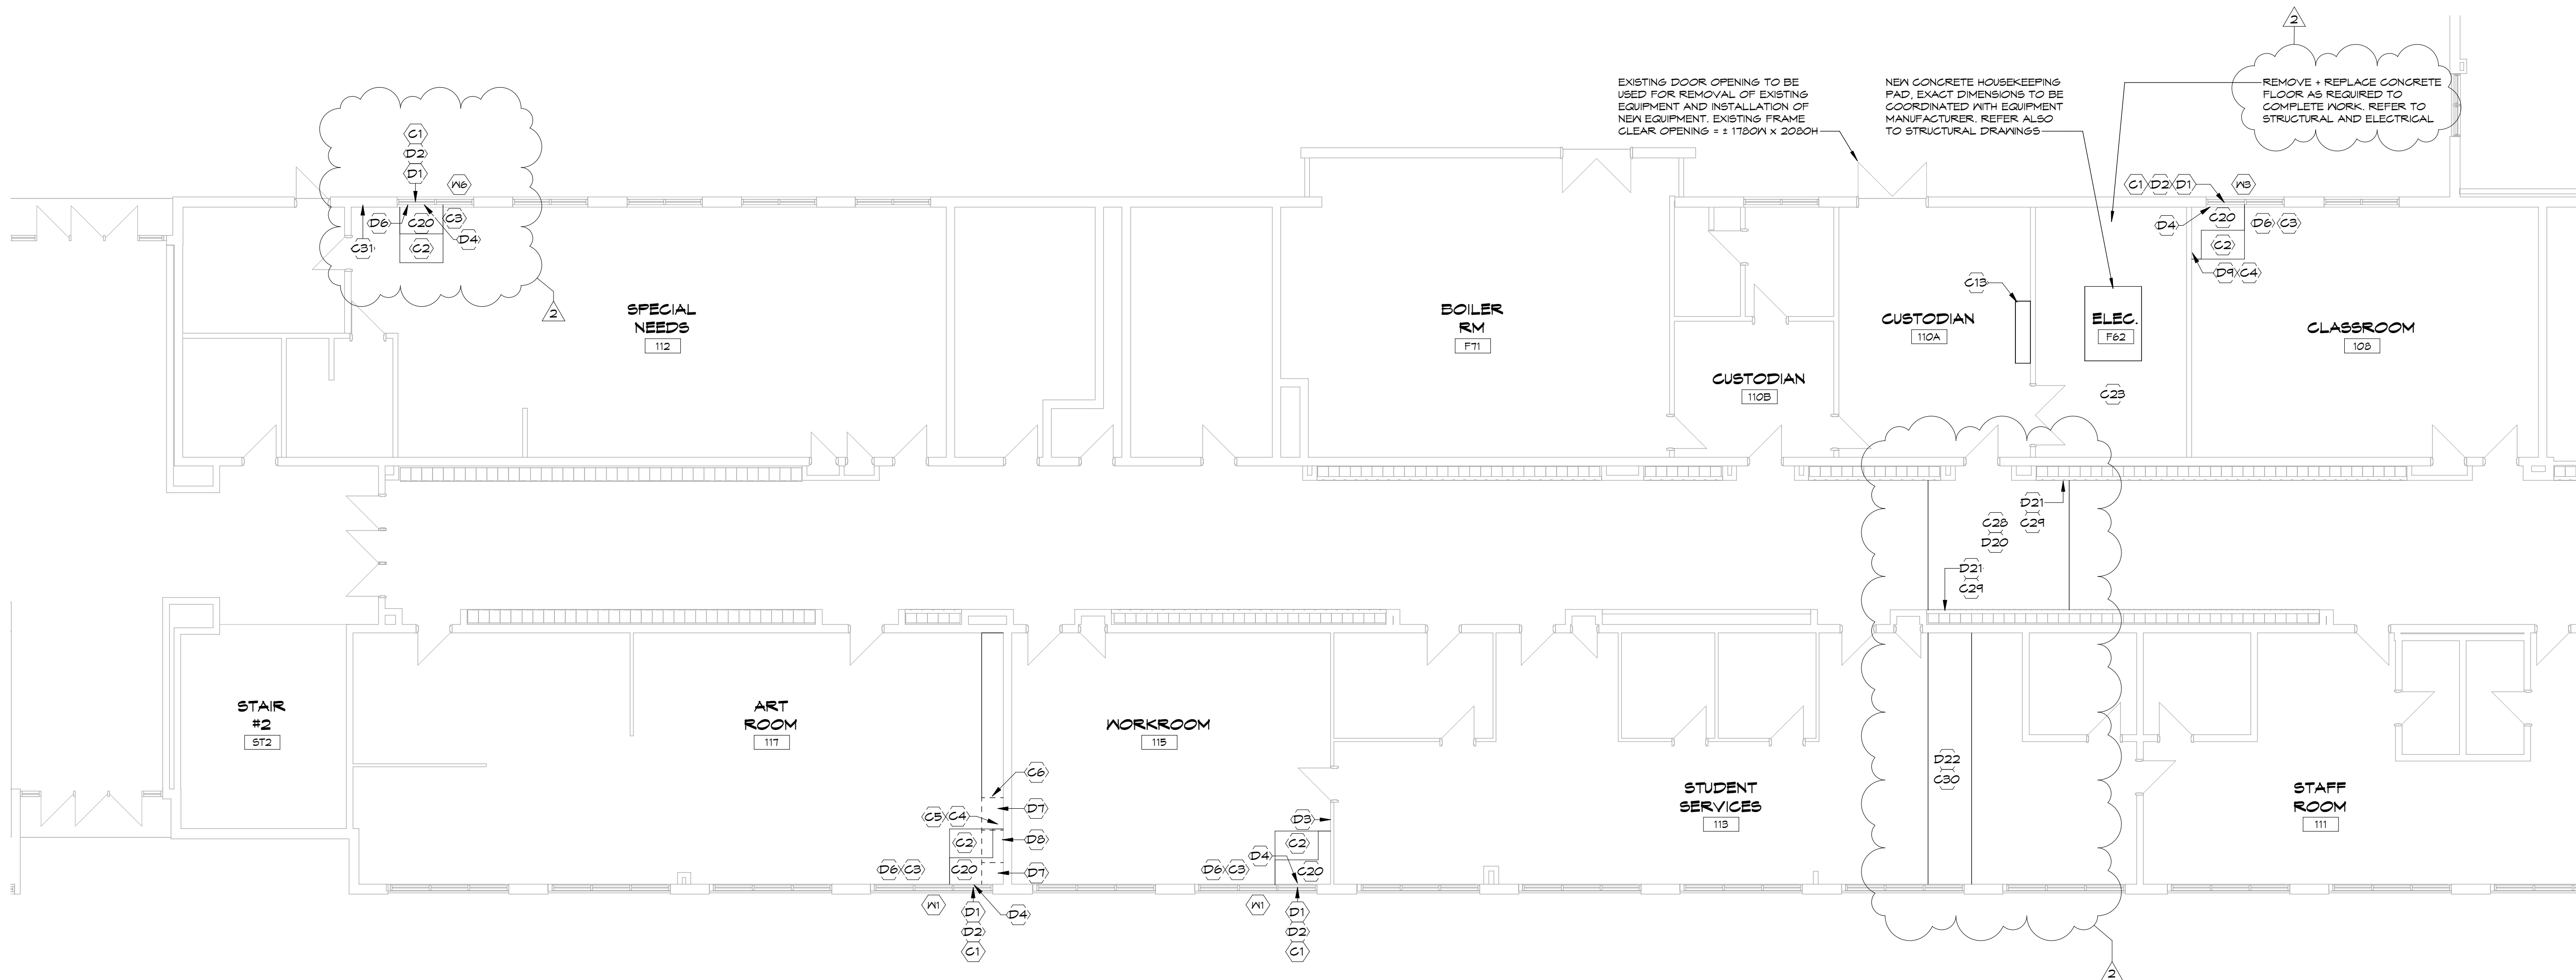 2
EXISTING DOOR OPENING TO BE
USED FOR REMOVAL OF EXISTING
EQUIPMENT AND INSTALLATION OF
NEW EQUIPMENT. EXISTING FRAME
CLEAR OPENING = ± 1780W x 2080H
NEW CONCRETE HOUSEKEEPING
PAD, EXACT DIMENSIONS TO BE
COORDINATED WITH EQUIPMENT
MANUFACTURER. REFER ALSO
TO STRUCTURAL DRAWINGS
REMOVE + REPLACE CONCRETE
FLOOR AS REQUIRED TO
COMPLETE WORK. REFER TO
STRUCTURAL AND ELECTRICAL
C1
D2
D1
W6
D6
C20
C3
C31
C2
D4
2
C1 D2 D1
W3
C20
D4
D6 C3
C2
D9 C4
C13
SPECIAL
NEEDS
112
BOILER
RM
F71
CUSTODIAN
110A
ELEC.
F62
CLASSROOM
108
CUSTODIAN
110B
C23
D21
C29
C28
D20
D21
C29
STAIR
#2
ST2
ART
ROOM
117
WORKROOM
115
STUDENT
SERVICES
113
STAFF
ROOM
111
D22
C30
C6
D7
C5 C4
D8
C2
D6 C3
C20
D7
W1
D1
D2
C1
D4
D3
C2
D4
D6 C3
C20
W1
D1
D2
C1
2